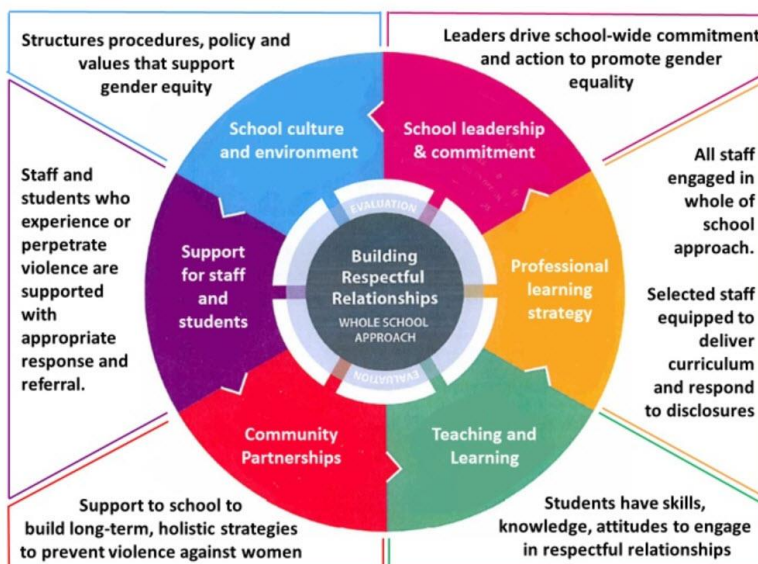 Structures procedures, policy and
values that support
gender equity
Leaders drive school-wide commitment
and action to promote gender
equality
School culture
and environment
School leadership
& commitment
Staff and
students who
experience or
perpetrate
violence are
supported
with
appropriate
response and
referral.
Support
for staff
and
students
EVALUATION
Building
Respectful
Relationships
WHOLE SCHOOL
APPROACH
EVALUATION
Professional
learning
strategy
All staff
engaged in
whole of
school
approach.
Selected staff
equipped to
deliver
curriculum
and respond
to disclosures
Community
Partnerships
Teaching and
Learning
Support to school to
build long-term, holistic strategies
to prevent violence against women
Students have skills,
knowledge, attitudes to engage
in respectful relationships